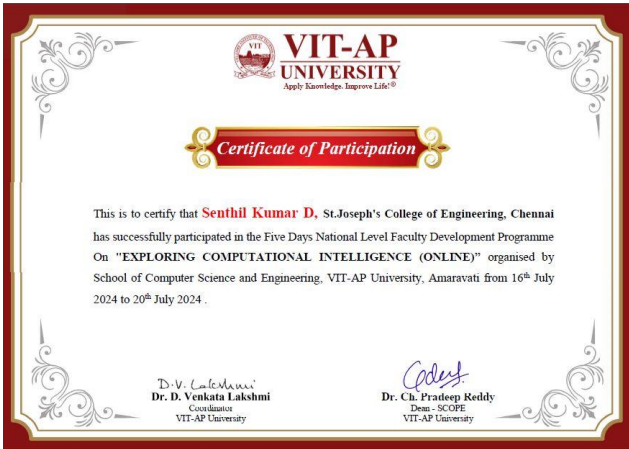 VIT
VIT-AP
UNIVERSITY
Apply Knowledge. Improve Life!®
Certificate of Participation
This is to certify that Senthil Kumar D, St.Joseph's College of Engineering, Chennai
has successfully participated in the Five Days National Level Faculty Development Programme
On "EXPLORING COMPUTATIONAL INTELLIGENCE (ONLINE)" organised by
School of Computer Science and Engineering, VIT-AP University, Amaravati from 16th July
2024 to 20th July 2024 .
D.V. Lakshmi
Dr. D. Venkata Lakshmi
Coordinator
VIT-AP University
Dr. Ch. Pradeep Reddy
Dean - SCOPE
VIT-AP University